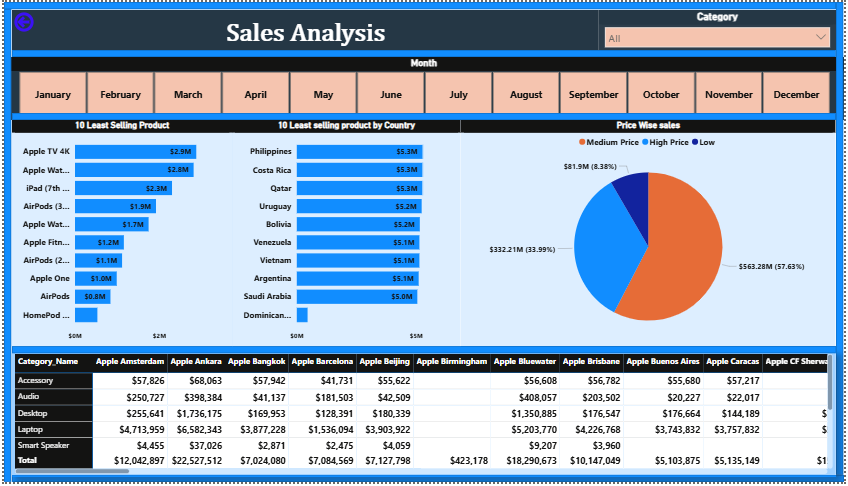 Sales Analysis
Category
All
Month
January February March April May June July August September October November December
10 Least Selling Product
Apple TV 4K $2.9M
Apple Wat... $2.8M
iPad (7th ... $2.3M
AirPods (3... $1.9M
Apple Wat... $1.7M
Apple Fitn... $1.2M
AirPods (2... $1.1M
Apple One $1.0M
AirPods $0.8M
HomePod ...
$0M $2M
10 Least selling product by Country
Philippines $5.3M
Costa Rica $5.3M
Qatar $5.3M
Uruguay $5.2M
Bolivia $5.2M
Venezuela $5.1M
Vietnam $5.1M
Argentina $5.1M
Saudi Arabia $5.0M
Dominican...
$0M $5M
Price Wise sales
Medium Price High Price Low
$81.9M (8.38%)
$332.21M (33.99%)
$563.28M (57.63%)
Category_Name Apple Amsterdam Apple Ankara Apple Bangkok Apple Barcelona Apple Beijing Apple Birmingham Apple Bluewater Apple Brisbane Apple Buenos Aires Apple Caracas Apple CF Sherwa
Accessory $57,826 $68,063 $57,942 $41,731 $55,622 $56,608 $56,782 $55,680 $57,217
Audio $250,727 $398,384 $41,137 $181,503 $42,509 $408,057 $203,502 $20,227 $22,017
Desktop $255,641 $1,736,175 $169,953 $128,391 $180,339 $1,350,885 $176,547 $176,664 $144,189 $
Laptop $4,713,959 $6,582,343 $3,877,228 $1,536,094 $3,903,922 $5,203,770 $4,226,768 $3,743,832 $3,757,832 $
Smart Speaker $4,455 $37,026 $2,871 $2,475 $4,059 $9,207 $3,960
Total $12,042,897 $22,527,512 $7,024,080 $7,084,569 $7,127,798 $423,178 $18,290,673 $10,147,049 $5,103,875 $5,135,149 $1